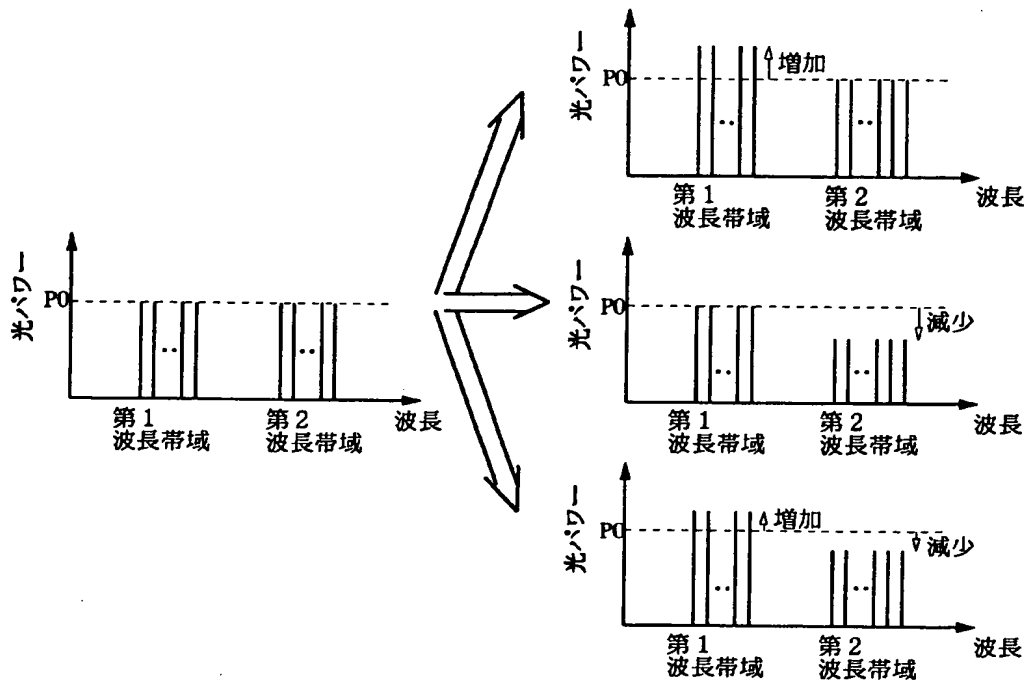 光パワー
P0
第1
波長帯域
第2
波長帯域
波長
光パワー
P0
増加
第1
波長帯域
第2
波長帯域
波長
光パワー
P0
減少
第1
波長帯域
第2
波長帯域
波長
光パワー
P0
増加
減少
第1
波長帯域
第2
波長帯域
波長